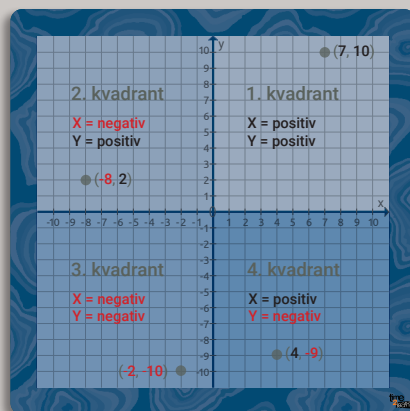 y
(7, 10)
2. kvadrant
1. kvadrant
X = negativ
Y = positiv
X = positiv
Y = positiv
(-8, 2)
10
9
8
7
6
5
4
3
2
1
x
-10 -9 -8 -7 -6 -5 -4 -3 -2 -1 0 1 2 3 4 5 6 7 8 9 10
-1
-2
-3
-4
-5
-6
-7
-8
-9
-10
3. kvadrant
4. kvadrant
X = negativ
Y = negativ
X = positiv
Y = negativ
(4, -9)
(-2, -10)